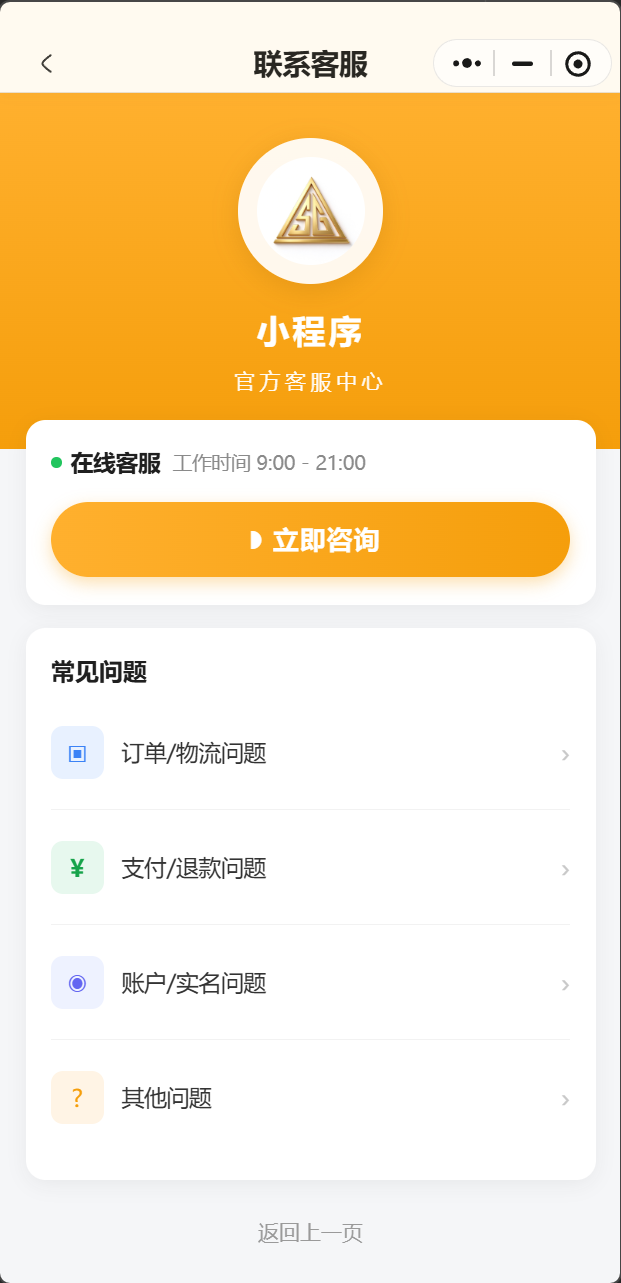 联系客服
小程序
官方客服中心
在线客服 工作时间 9:00 - 21:00
立即咨询
常见问题
订单/物流问题
¥ 支付/退款问题
账户/实名问题
? 其他问题
返回上一页